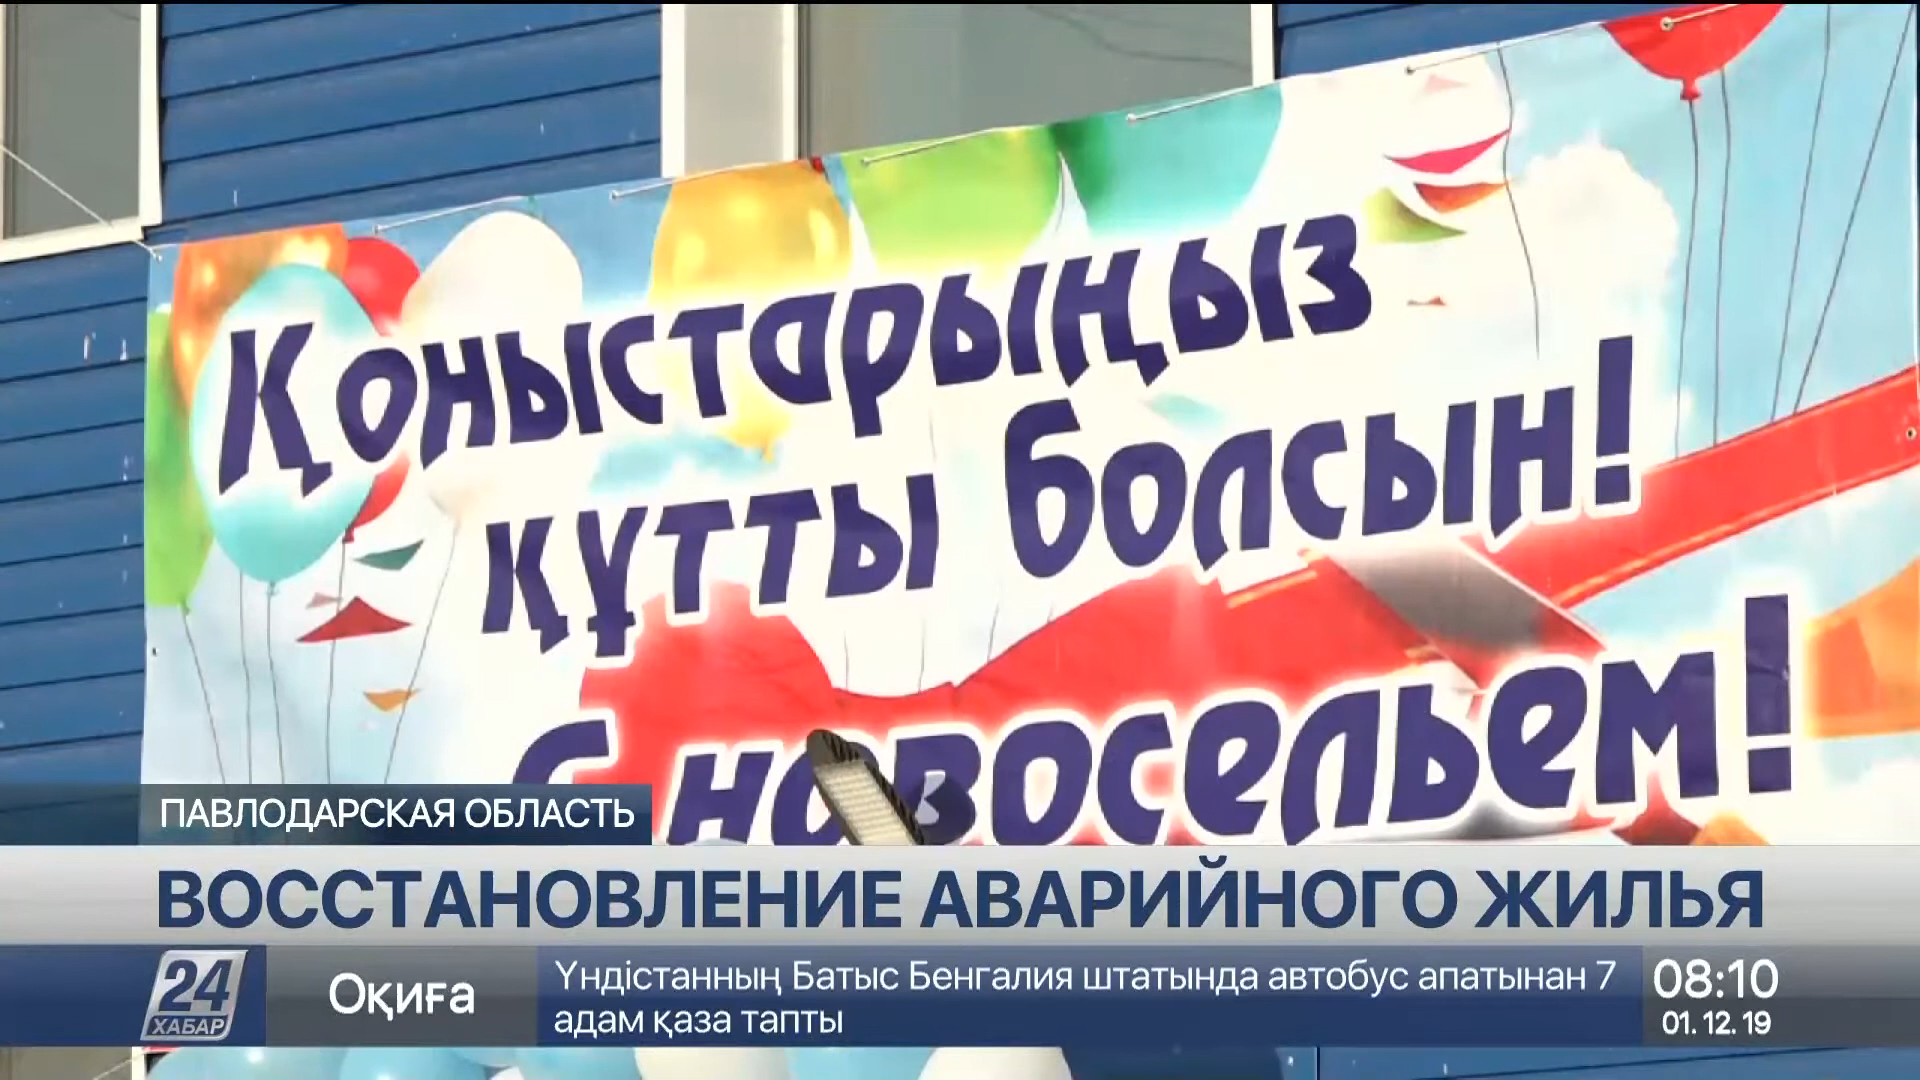 Қоныстарыңыз
құтты болсын!
С новосельем!
ПАВЛОДАРСКАЯ ОБЛАСТЬ
ВОССТАНОВЛЕНИЕ АВАРИЙНОГО ЖИЛЬЯ
24
ХАБАР
Оқиға
Үндістанның Батыс Бенгалия штатында автобус апатынан 7
адам қаза тапты
08:10
01.12.19